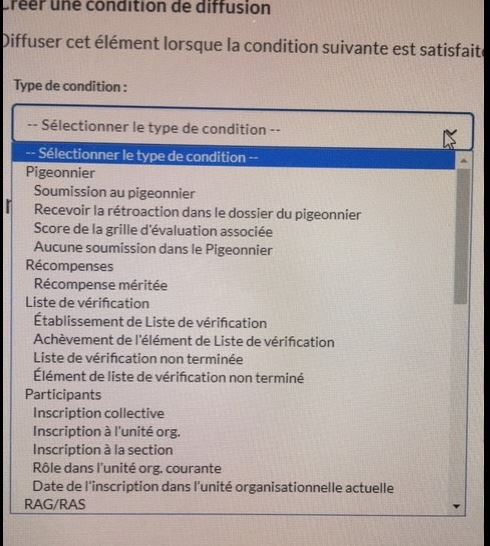 Créer une condition de diffusion
Diffuser cet élément lorsque la condition suivante est satisfaite
Type de condition :
-- Sélectionner le type de condition --
-- Sélectionner le type de condition --
Pigeonnier
Soumission au pigeonnier
Recevoir la rétroaction dans le dossier du pigeonnier
Score de la grille d'évaluation associée
Aucune soumission dans le Pigeonnier
Récompenses
Récompense méritée
Liste de vérification
Établissement de Liste de vérification
Achèvement de l'élément de Liste de vérification
Liste de vérification non terminée
Élément de liste de vérification non terminé
Participants
Inscription collective
Inscription à l'unité org.
Inscription à la section
Rôle dans l'unité org. courante
Date de l'inscription dans l'unité organisationnelle actuelle
RAG/RAS